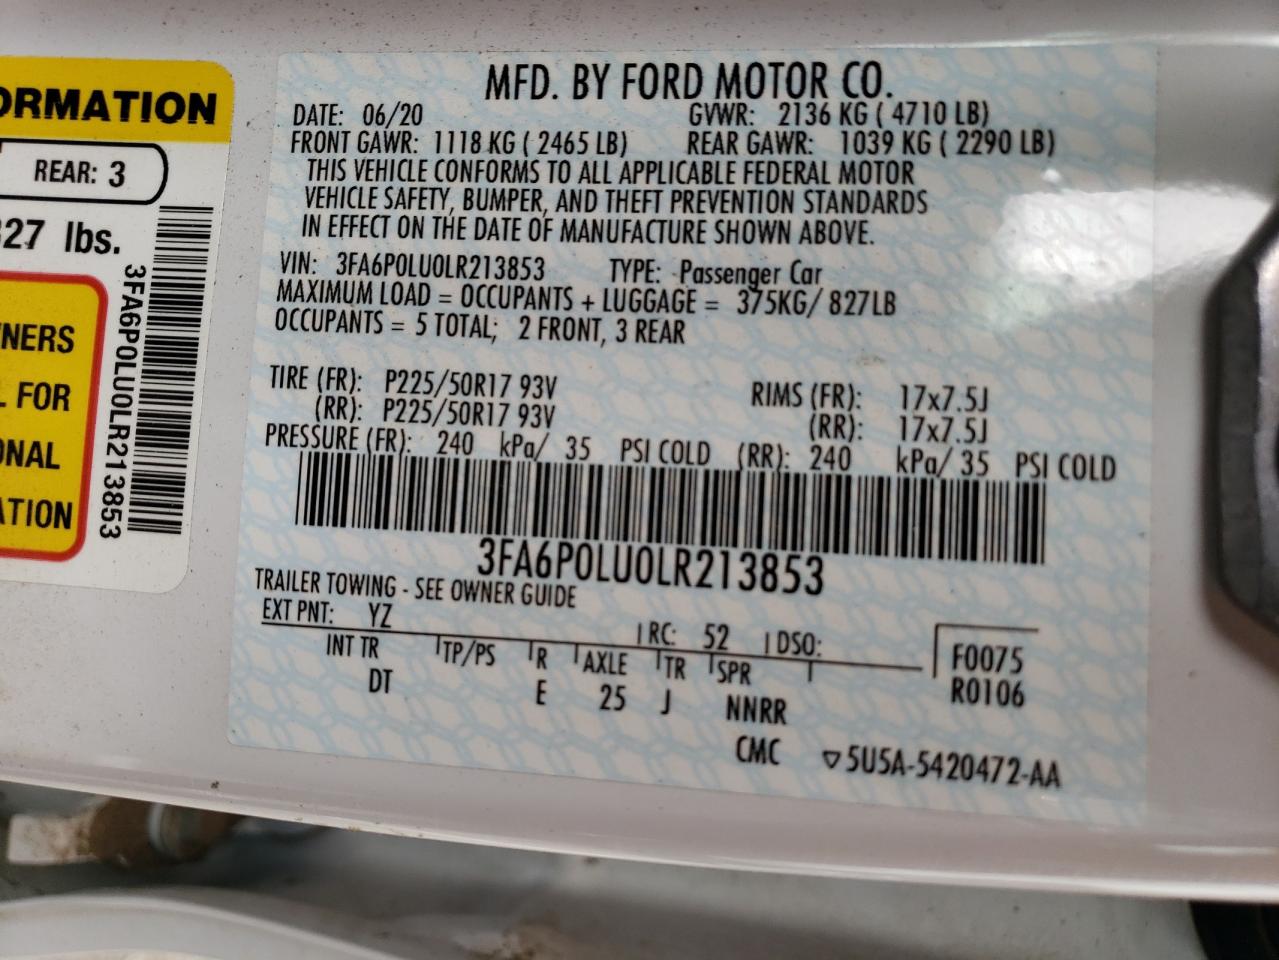 ORMATION
REAR: 3
827 lbs.
3FA6P0LU0LR213853
NERS
FOR
ONAL
ATION
MFD. BY FORD MOTOR CO.
DATE: 06/20 GVWR: 2136 KG ( 4710 LB)
FRONT GAWR: 1118 KG ( 2465 LB) REAR GAWR: 1039 KG ( 2290 LB)
THIS VEHICLE CONFORMS TO ALL APPLICABLE FEDERAL MOTOR
VEHICLE SAFETY, BUMPER, AND THEFT PREVENTION STANDARDS
IN EFFECT ON THE DATE OF MANUFACTURE SHOWN ABOVE.
VIN: 3FA6P0LU0LR213853 TYPE: Passenger Car
MAXIMUM LOAD = OCCUPANTS + LUGGAGE = 375KG/ 827LB
OCCUPANTS = 5 TOTAL; 2 FRONT, 3 REAR
TIRE (FR): P225/50R17 93V RIMS (FR): 17x7.5J
(RR): P225/50R17 93V (RR): 17x7.5J
PRESSURE (FR): 240 kPa/ 35 PSI COLD (RR): 240 kPa/ 35 PSI COLD
3FA6P0LU0LR213853
TRAILER TOWING - SEE OWNER GUIDE
EXT PNT: YZ RC: 52 DSO: F0075
INT TR TP/PS R AXLE TR SPR R0106
DT E 25 J NNRR
CMC ▽5U5A-5420472-AA